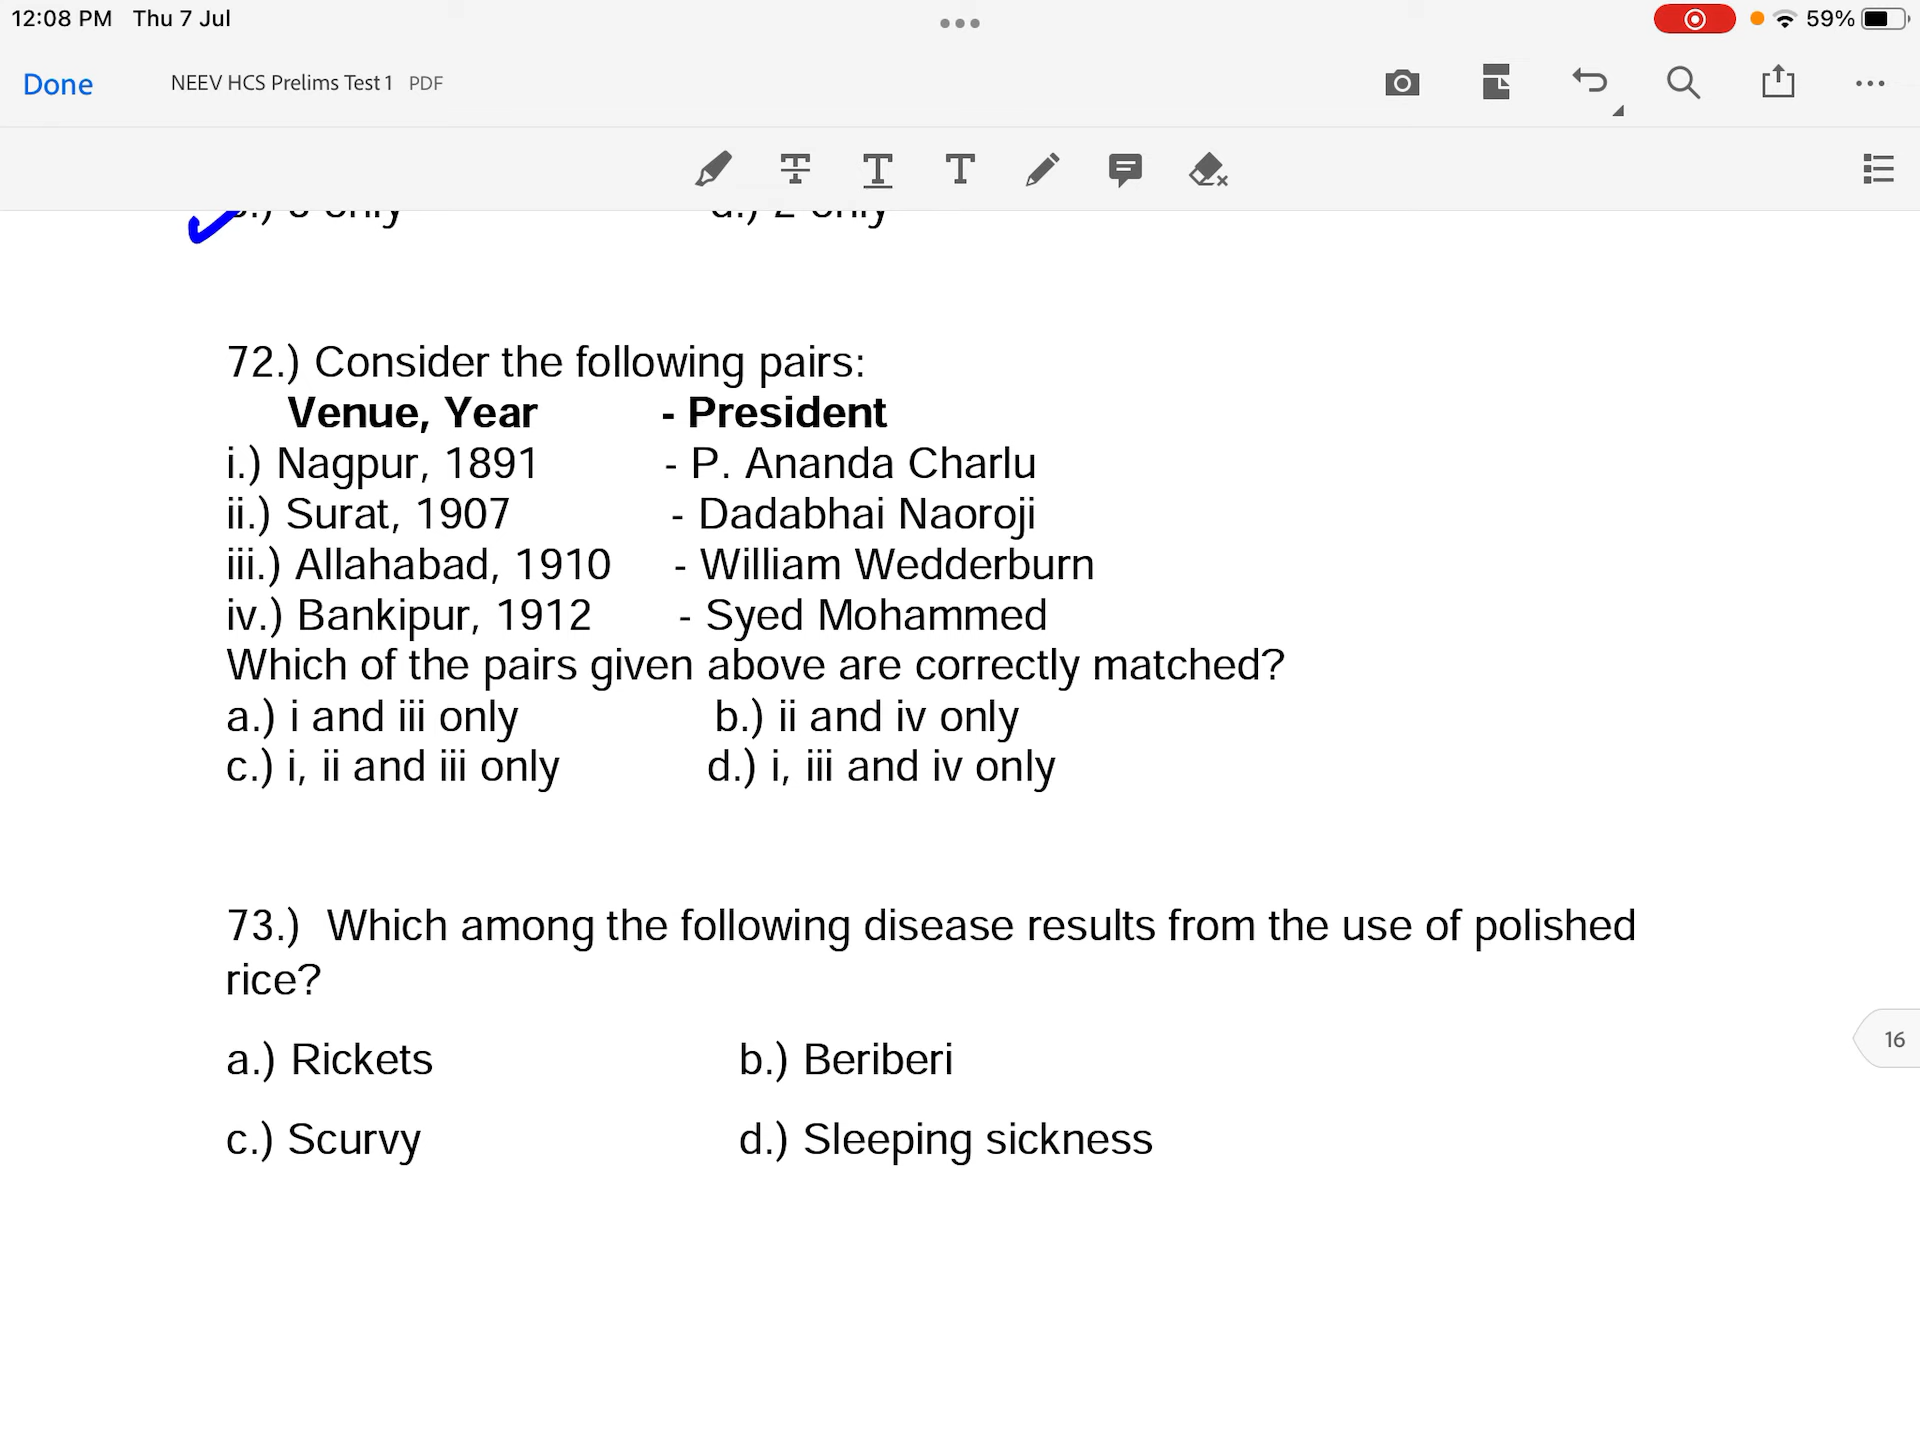 12:08 PM Thu 7 Jul
59%
Done NEEV HCS Prelims Test 1 PDF
only d.) 2 only
72.) Consider the following pairs:
Venue, Year - President
i.) Nagpur, 1891 - P. Ananda Charlu
ii.) Surat, 1907 - Dadabhai Naoroji
iii.) Allahabad, 1910 - William Wedderburn
iv.) Bankipur, 1912 - Syed Mohammed
Which of the pairs given above are correctly matched?
a.) i and iii only b.) ii and iv only
c.) i, ii and iii only d.) i, iii and iv only
73.) Which among the following disease results from the use of polished
rice?
16
a.) Rickets b.) Beriberi
c.) Scurvy d.) Sleeping sickness